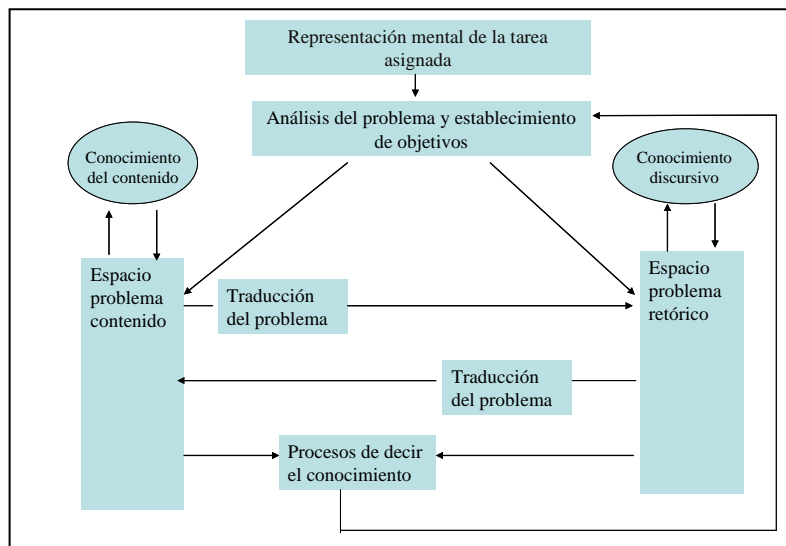 Representación mental de la tarea
asignada
Análisis del problema y establecimiento
de objetivos
Conocimiento
del contenido
Conocimiento
discursivo
Espacio
problema
contenido
Traducción
del problema
Espacio
problema
retórico
Traducción
del problema
Procesos de decir
el conocimiento